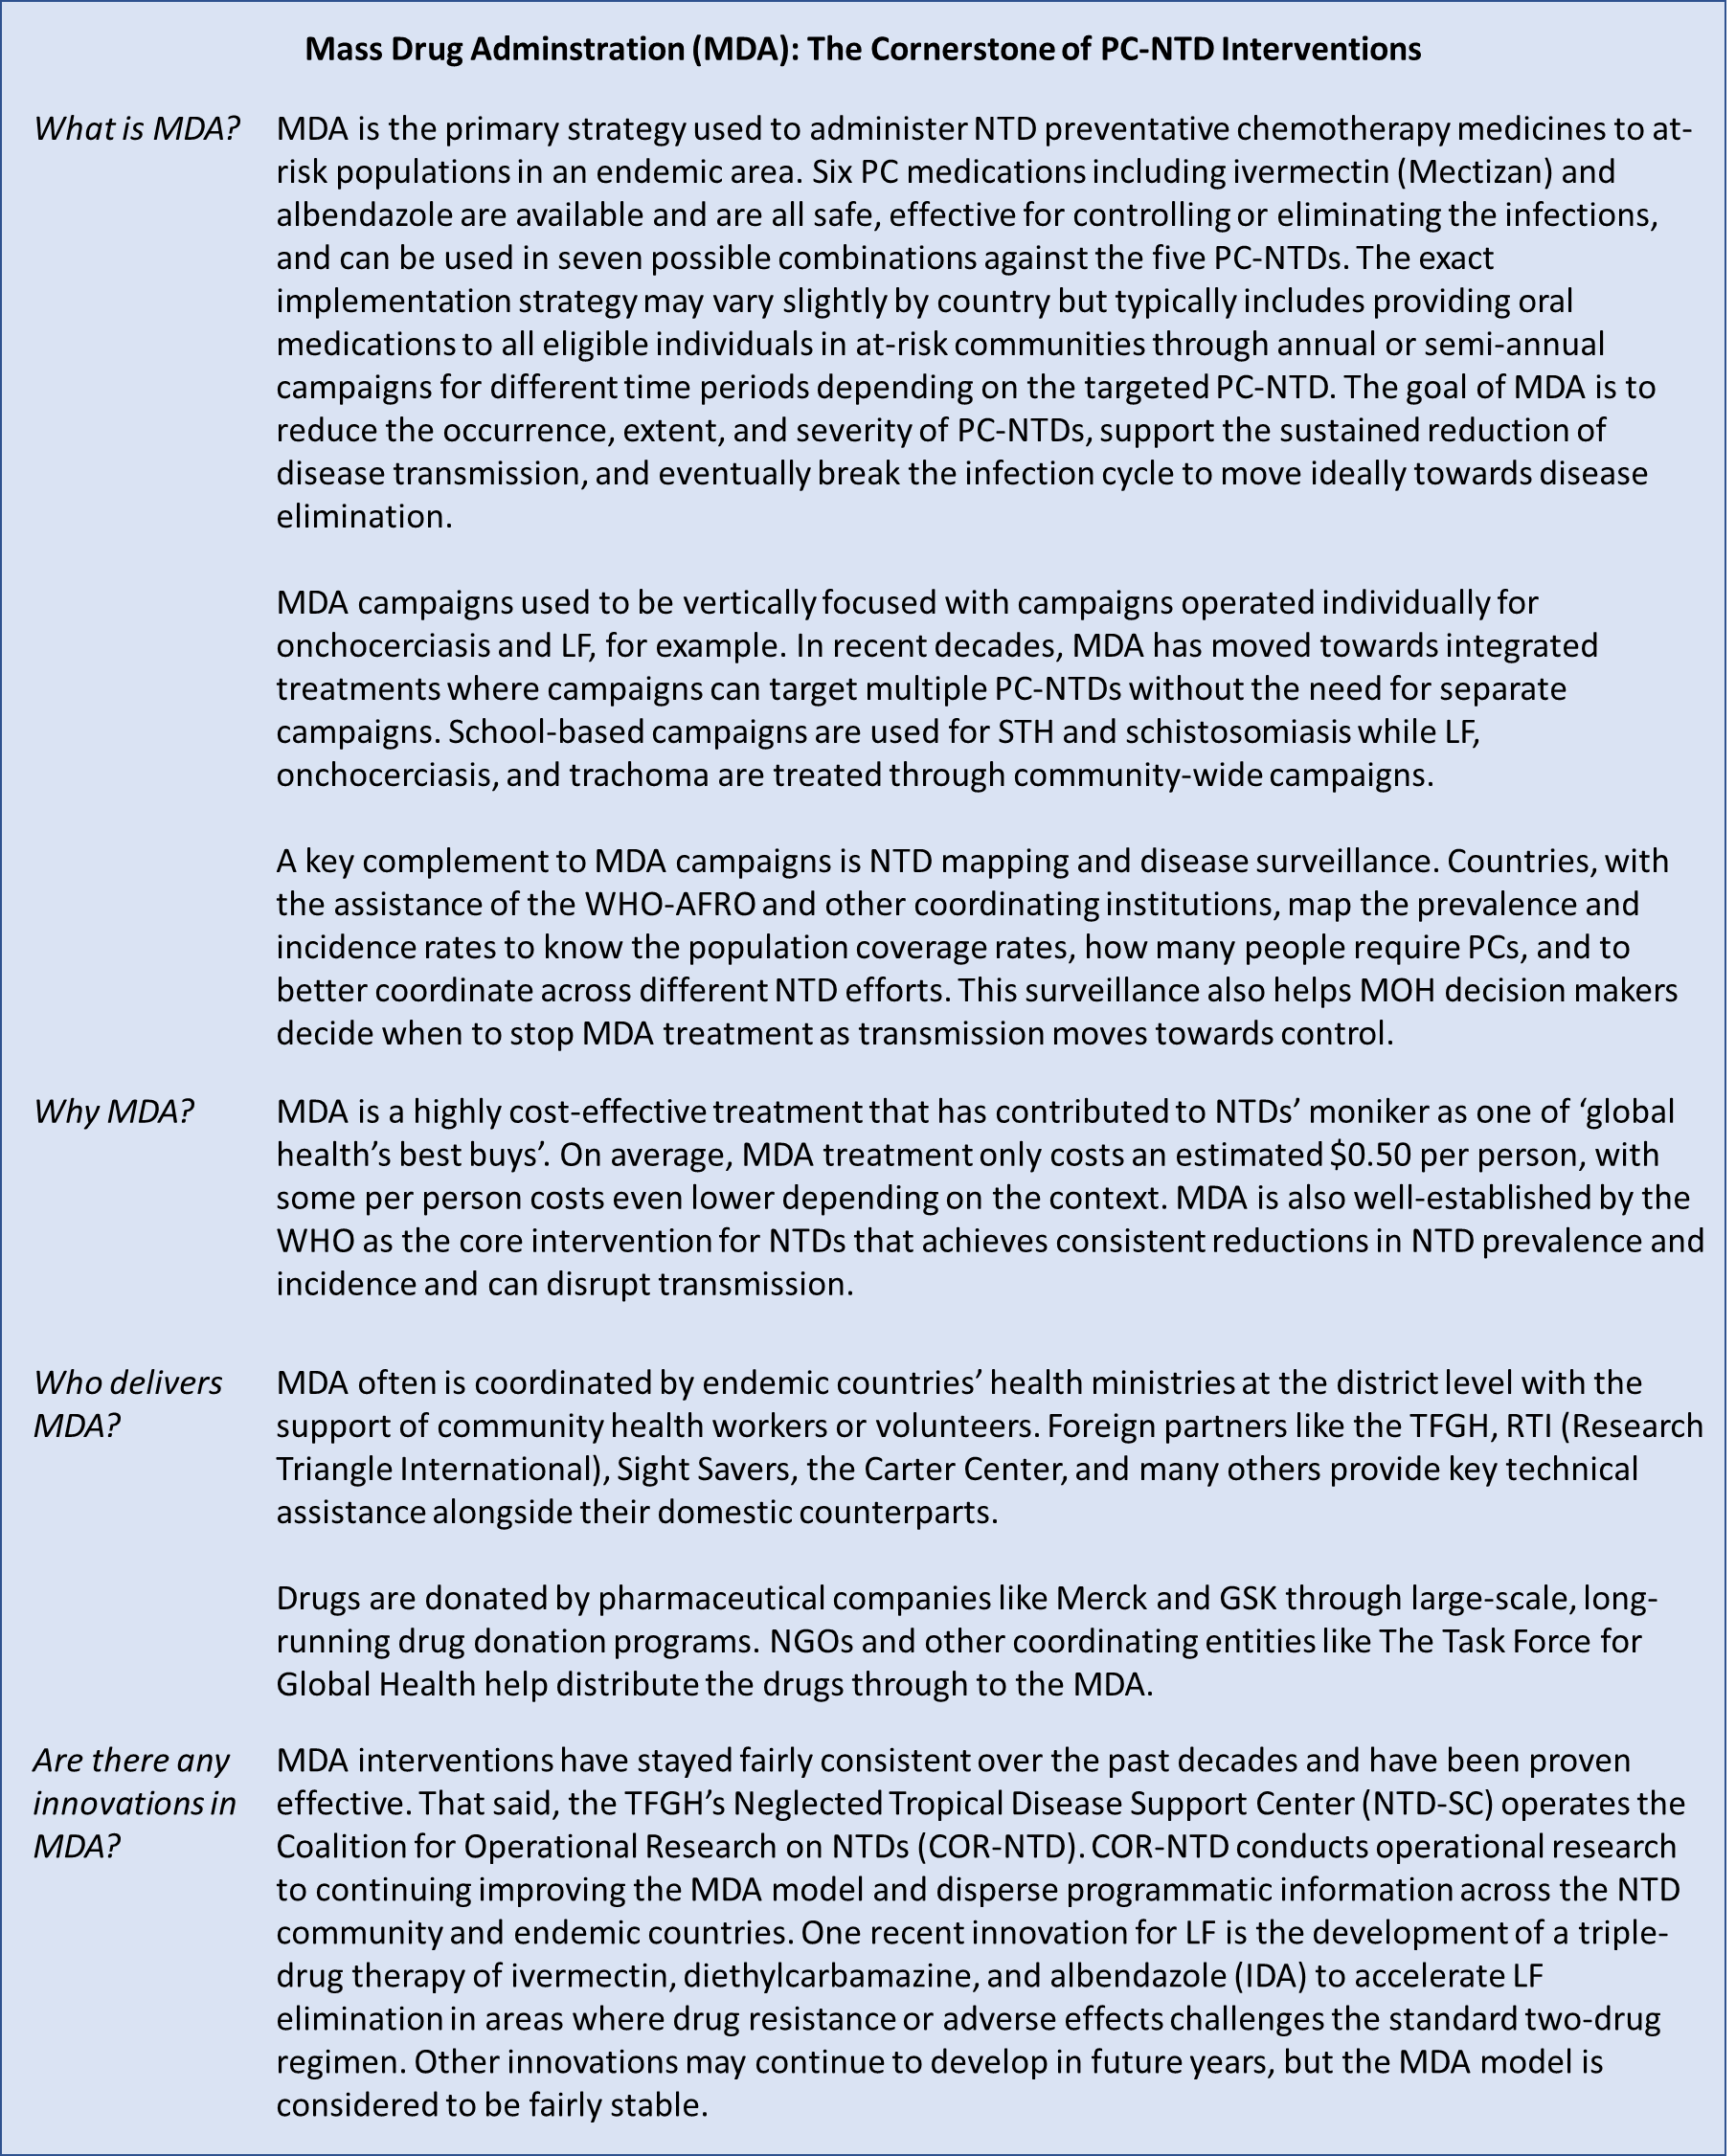 Mass Drug Adminstration (MDA): The Cornerstone of PC-NTD Interventions
What is MDA?
MDA is the primary strategy used to administer NTD preventative chemotherapy medicines to at-
risk populations in an endemic area. Six PC medications including ivermectin (Mectizan) and
albendazole are available and are all safe, effective for controlling or eliminating the infections,
and can be used in seven possible combinations against the five PC-NTDs. The exact
implementation strategy may vary slightly by country but typically includes providing oral
medications to all eligible individuals in at-risk communities through annual or semi-annual
campaigns for different time periods depending on the targeted PC-NTD. The goal of MDA is to
reduce the occurrence, extent, and severity of PC-NTDs, support the sustained reduction of
disease transmission, and eventually break the infection cycle to move ideally towards disease
elimination.
MDA campaigns used to be vertically focused with campaigns operated individually for
onchocerciasis and LF, for example. In recent decades, MDA has moved towards integrated
treatments where campaigns can target multiple PC-NTDs without the need for separate
campaigns. School-based campaigns are used for STH and schistosomiasis while LF,
onchocerciasis, and trachoma are treated through community-wide campaigns.
A key complement to MDA campaigns is NTD mapping and disease surveillance. Countries, with
the assistance of the WHO-AFRO and other coordinating institutions, map the prevalence and
incidence rates to know the population coverage rates, how many people require PCs, and to
better coordinate across different NTD efforts. This surveillance also helps MOH decision makers
decide when to stop MDA treatment as transmission moves towards control.
Why MDA?
MDA is a highly cost-effective treatment that has contributed to NTDs’ moniker as one of ‘global
health’s best buys’. On average, MDA treatment only costs an estimated $0.50 per person, with
some per person costs even lower depending on the context. MDA is also well-established by the
WHO as the core intervention for NTDs that achieves consistent reductions in NTD prevalence and
incidence and can disrupt transmission.
Who delivers
MDA?
MDA often is coordinated by endemic countries’ health ministries at the district level with the
support of community health workers or volunteers. Foreign partners like the TFGH, RTI (Research
Triangle International), Sight Savers, the Carter Center, and many others provide key technical
assistance alongside their domestic counterparts.
Drugs are donated by pharmaceutical companies like Merck and GSK through large-scale, long-
running drug donation programs. NGOs and other coordinating entities like The Task Force for
Global Health help distribute the drugs through to the MDA.
Are there any
innovations in
MDA?
MDA interventions have stayed fairly consistent over the past decades and have been proven
effective. That said, the TFGH’s Neglected Tropical Disease Support Center (NTD-SC) operates the
Coalition for Operational Research on NTDs (COR-NTD). COR-NTD conducts operational research
to continuing improving the MDA model and disperse programmatic information across the NTD
community and endemic countries. One recent innovation for LF is the development of a triple-
drug therapy of ivermectin, diethylcarbamazine, and albendazole (IDA) to accelerate LF
elimination in areas where drug resistance or adverse effects challenges the standard two-drug
regimen. Other innovations may continue to develop in future years, but the MDA model is
considered to be fairly stable.